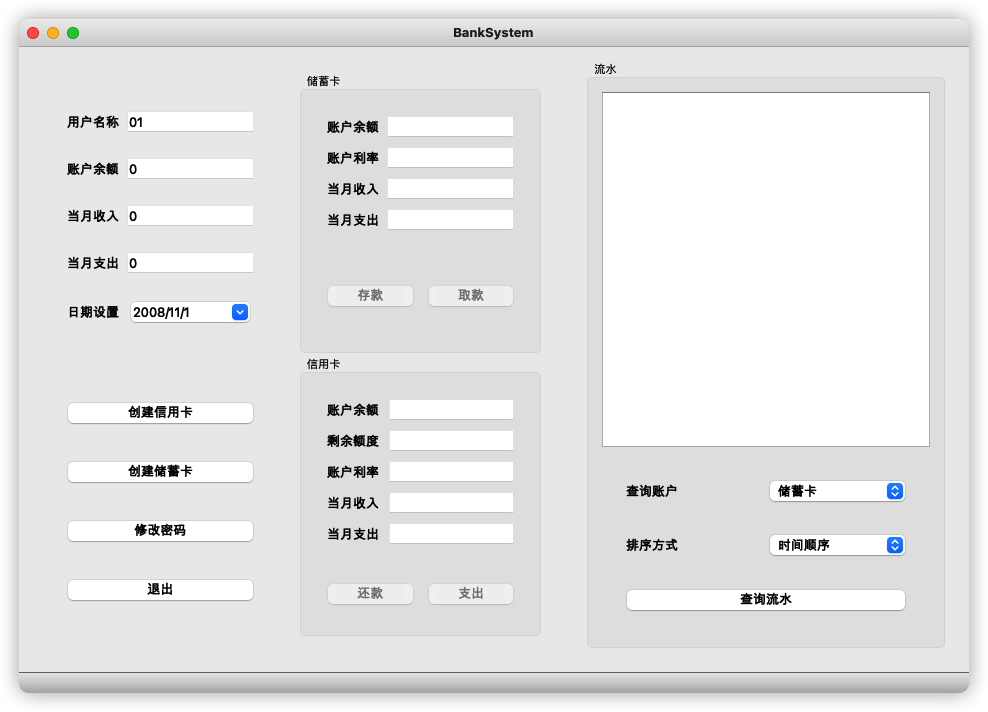 BankSystem
用户名称 01
账户余额 0
当月收入 0
当月支出 0
日期设置 2008/11/1
创建信用卡
创建储蓄卡
修改密码
退出
储蓄卡
账户余额
账户利率
当月收入
当月支出
存款 取款
信用卡
账户余额
剩余额度
账户利率
当月收入
当月支出
还款 支出
流水
查询账户 储蓄卡
排序方式 时间顺序
查询流水